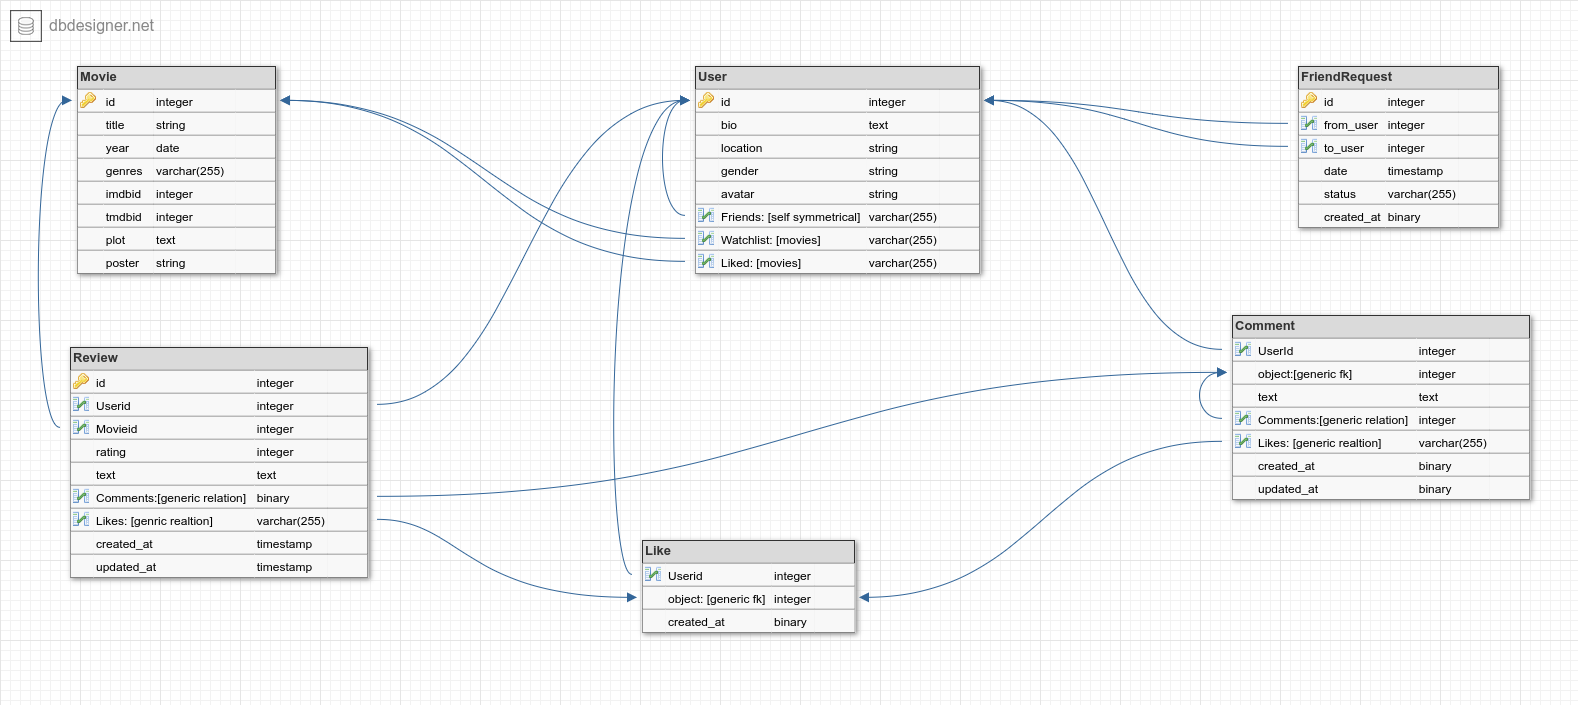 dbdesigner.net
Movie
id integer
title string
year date
genres varchar(255)
imdbid integer
tmdbid integer
plot text
poster string
User
id integer
bio text
location string
gender string
avatar string
Friends: [self symmetrical] varchar(255)
Watchlist: [movies] varchar(255)
Liked: [movies] varchar(255)
FriendRequest
id integer
from_user integer
to_user integer
date timestamp
status varchar(255)
created_at binary
Review
id integer
Userid integer
Movieid integer
rating integer
text text
Comments:[generic relation] binary
Likes: [genric realtion] varchar(255)
created_at timestamp
updated_at timestamp
Comment
UserId integer
object:[generic fk] integer
text text
Comments:[generic relation] integer
Likes: [generic realtion] varchar(255)
created_at binary
updated_at binary
Like
Userid integer
object: [generic fk] integer
created_at binary